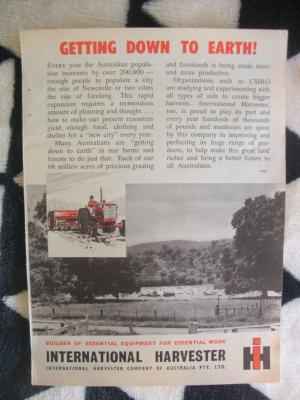 GETTING DOWN TO EARTH!
EVERY year the Australian popula-
tion increases by over 200,000 —
enough people to populate a city
the size of Newcastle or two cities
the size of Geelong. This rapid
expansion requires a tremendous
amount of planning and thought . .
how to make our present resources
yield enough food, clothing and
shelter for a "new city" every year.
Many Australians are "getting
down to earth" in our farms and
forests to do just that. Each of our
66 million acres of precious grazing
and farmlands is being made more
and more productive.
Organizations such as CSIRO
are studying and experimenting with
all types of aids to create bigger
harvests. International Harvester,
too, is proud to play its part and
every year hundreds of thousands
of pounds and manhours are spent
by this company in improving and
perfecting its huge range of pro-
ducts, to help make this great land
richer and bring a better future to
all Australians.
BUILDER OF ESSENTIAL EQUIPMENT FOR ESSENTIAL WORK
INTERNATIONAL HARVESTER
INTERNATIONAL HARVESTER COMPANY OF AUSTRALIA PTY. LTD.
IH